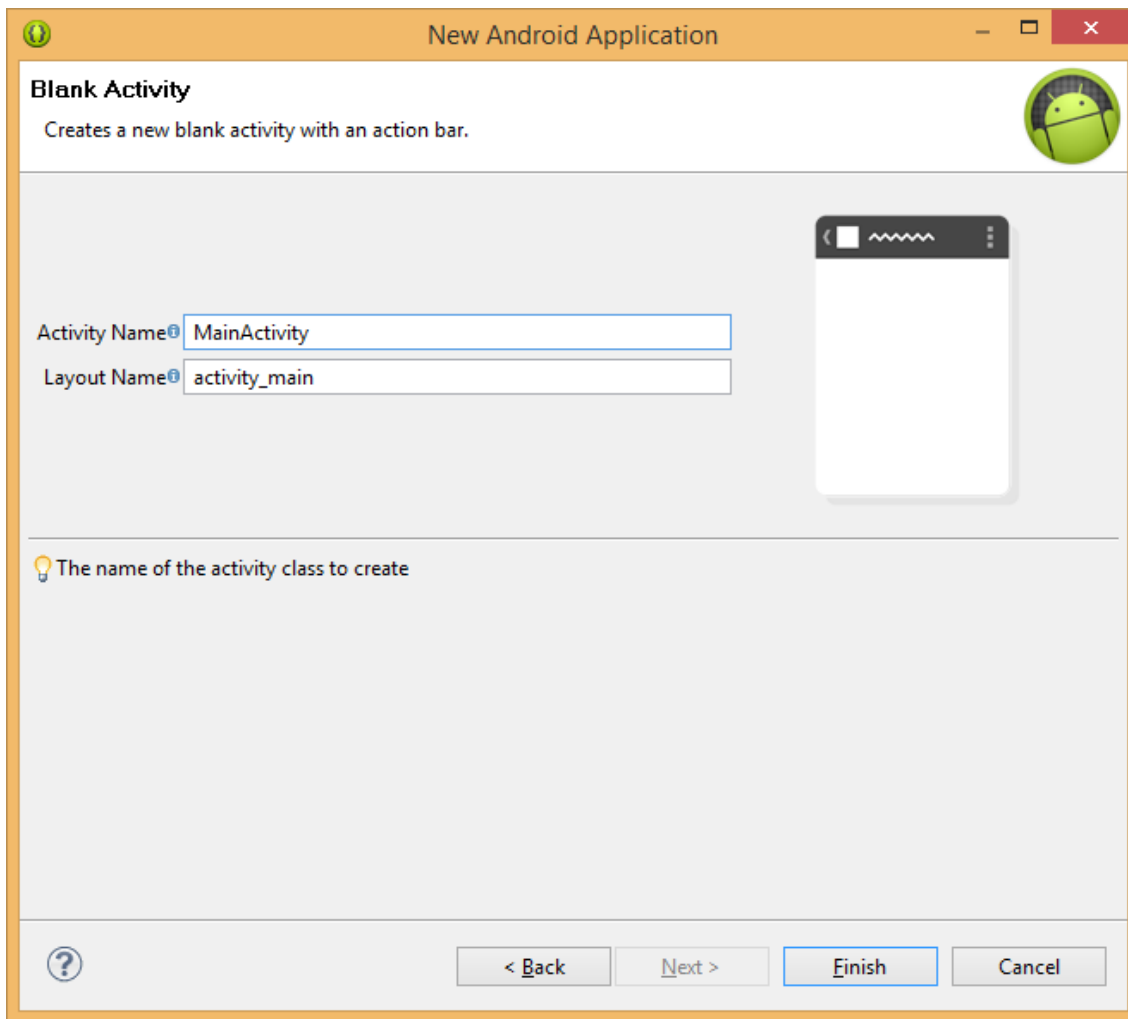 New Android Application
Blank Activity
Creates a new blank activity with an action bar.
Activity Name MainActivity
Layout Name activity_main
The name of the activity class to create
< Back Next > Finish Cancel